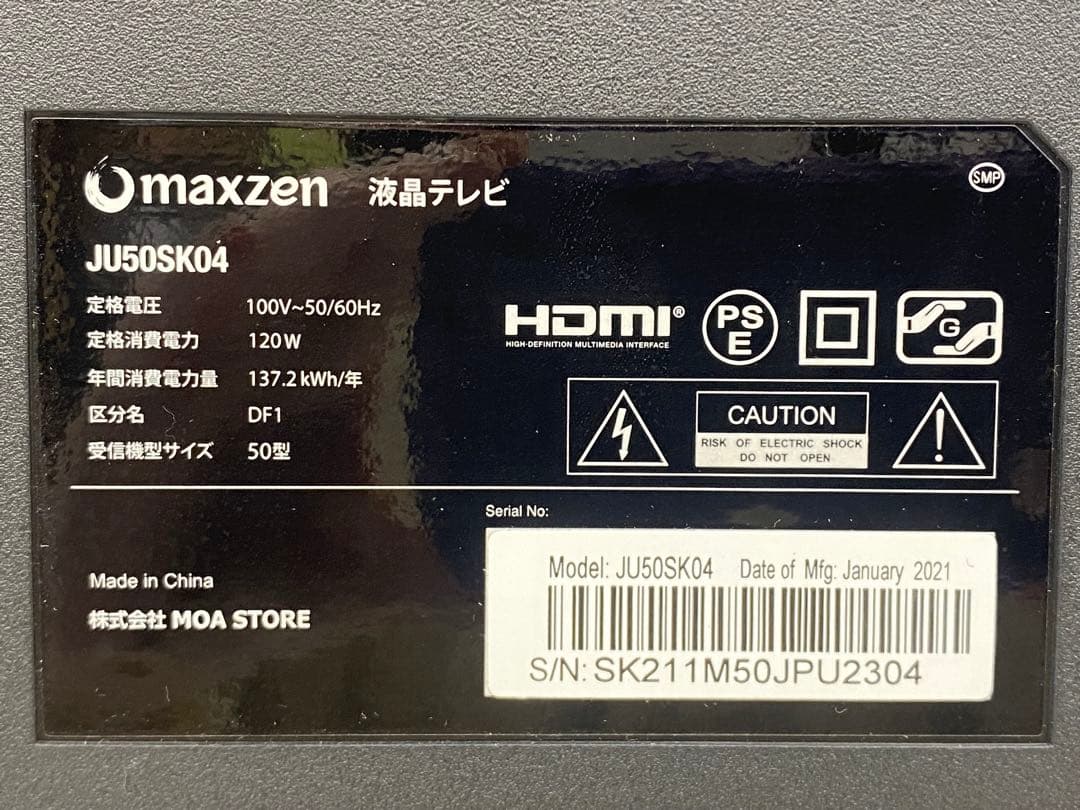 maxzen 液晶テレビ
SMP
JU50SK04
定格電圧 100V~50/60Hz
定格消費電力 120W
年間消費電力量 137.2kWh/年
区分名 DF1
受信機型サイズ 50型
HDMI®
HIGH-DEFINITION MULTIMEDIA INTERFACE
PS
E
G
CAUTION
RISK OF ELECTRIC SHOCK
DO NOT OPEN
Serial No:
Made in China
株式会社 MOA STORE
Model: JU50SK04 Date of Mfg: January 2021
S/N: SK211M50JPU2304